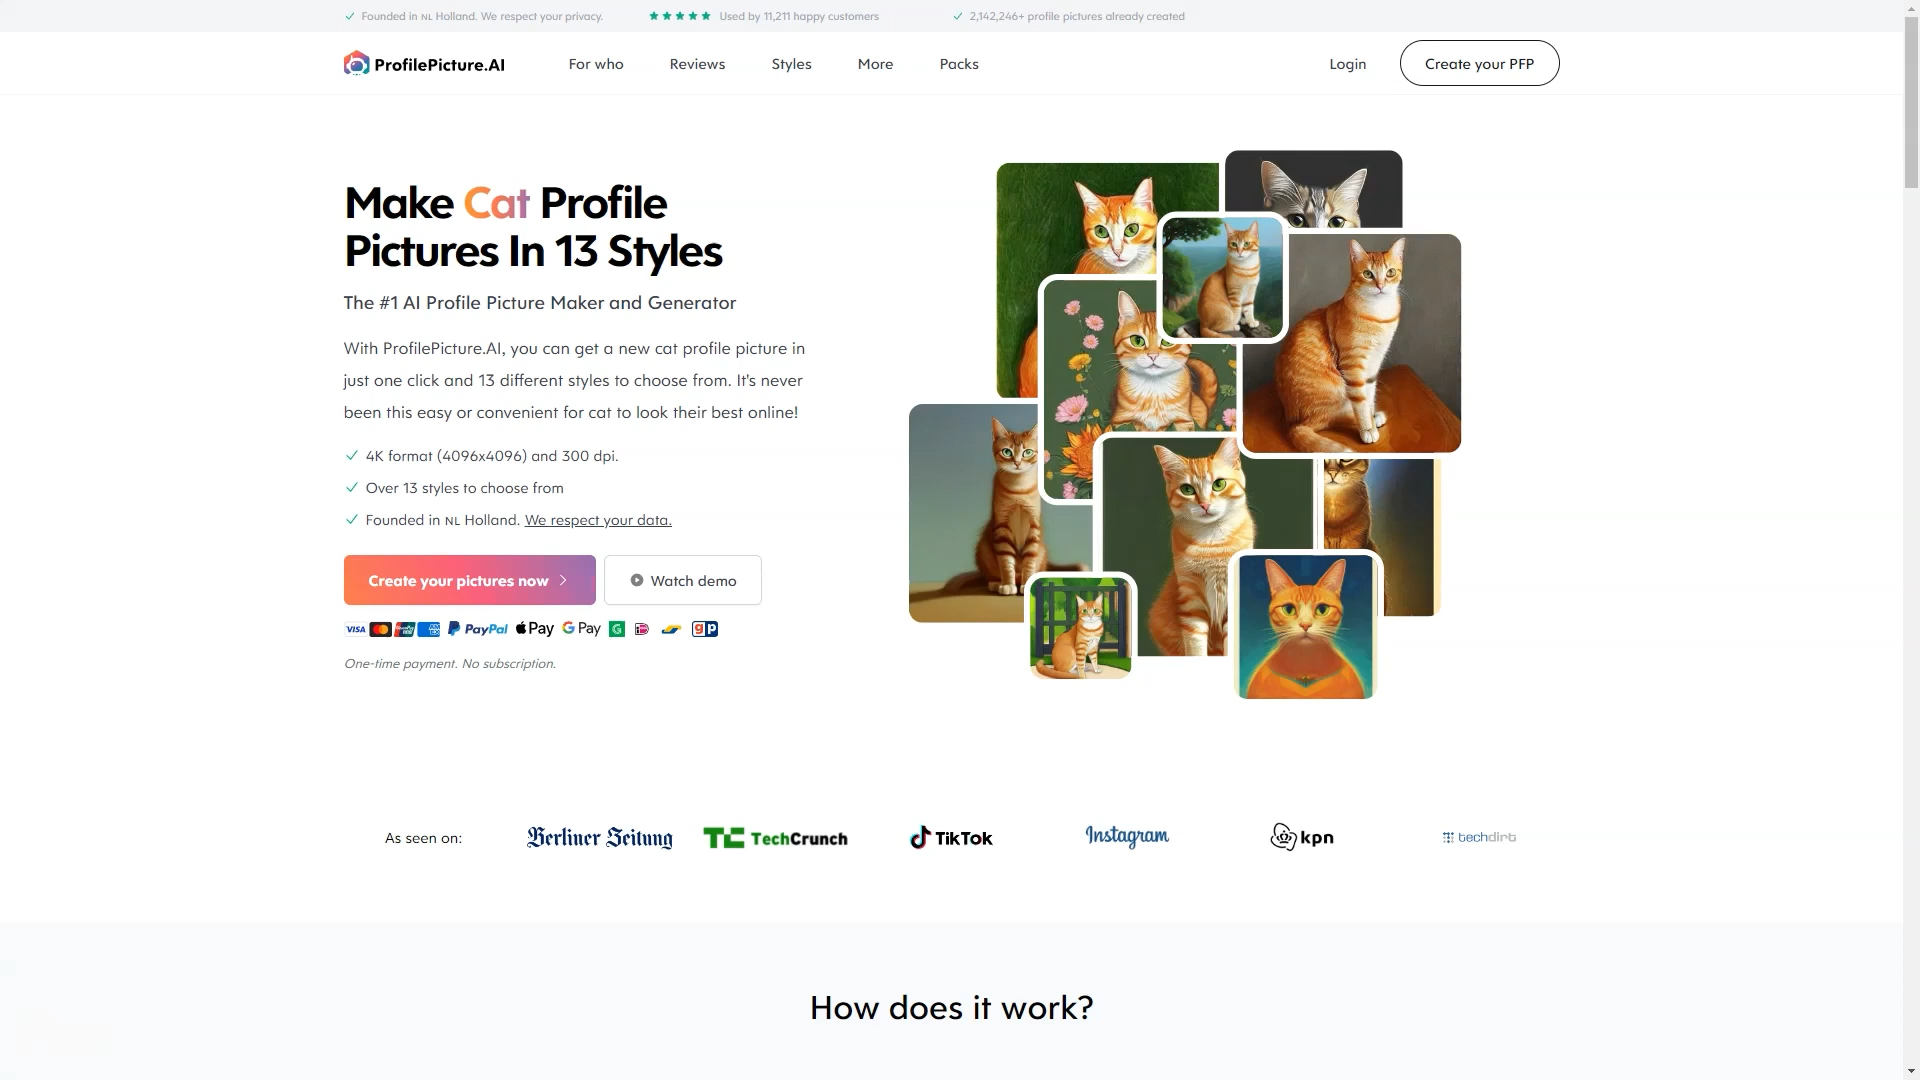 Founded in NL Holland. We respect your privacy.
Used by 11,211 happy customers
2,142,246+ profile pictures already created
ProfilePicture.AI
For who
Reviews
Styles
More
Packs
Login
Create your PFP
Make Cat Profile
Pictures In 13 Styles
The #1 AI Profile Picture Maker and Generator
With ProfilePicture.AI, you can get a new cat profile picture in
just one click and 13 different styles to choose from. It's never
been this easy or convenient for cat to look their best online!
4K format (4096x4096) and 300 dpi.
Over 13 styles to choose from
Founded in NL Holland. We respect your data.
Create your pictures now
Watch demo
VISA
PayPal
Pay
G Pay
gp
One-time payment. No subscription.
As seen on:
Berliner Zeitung
TC TechCrunch
TikTok
Instagram
kpn
techdirt
How does it work?